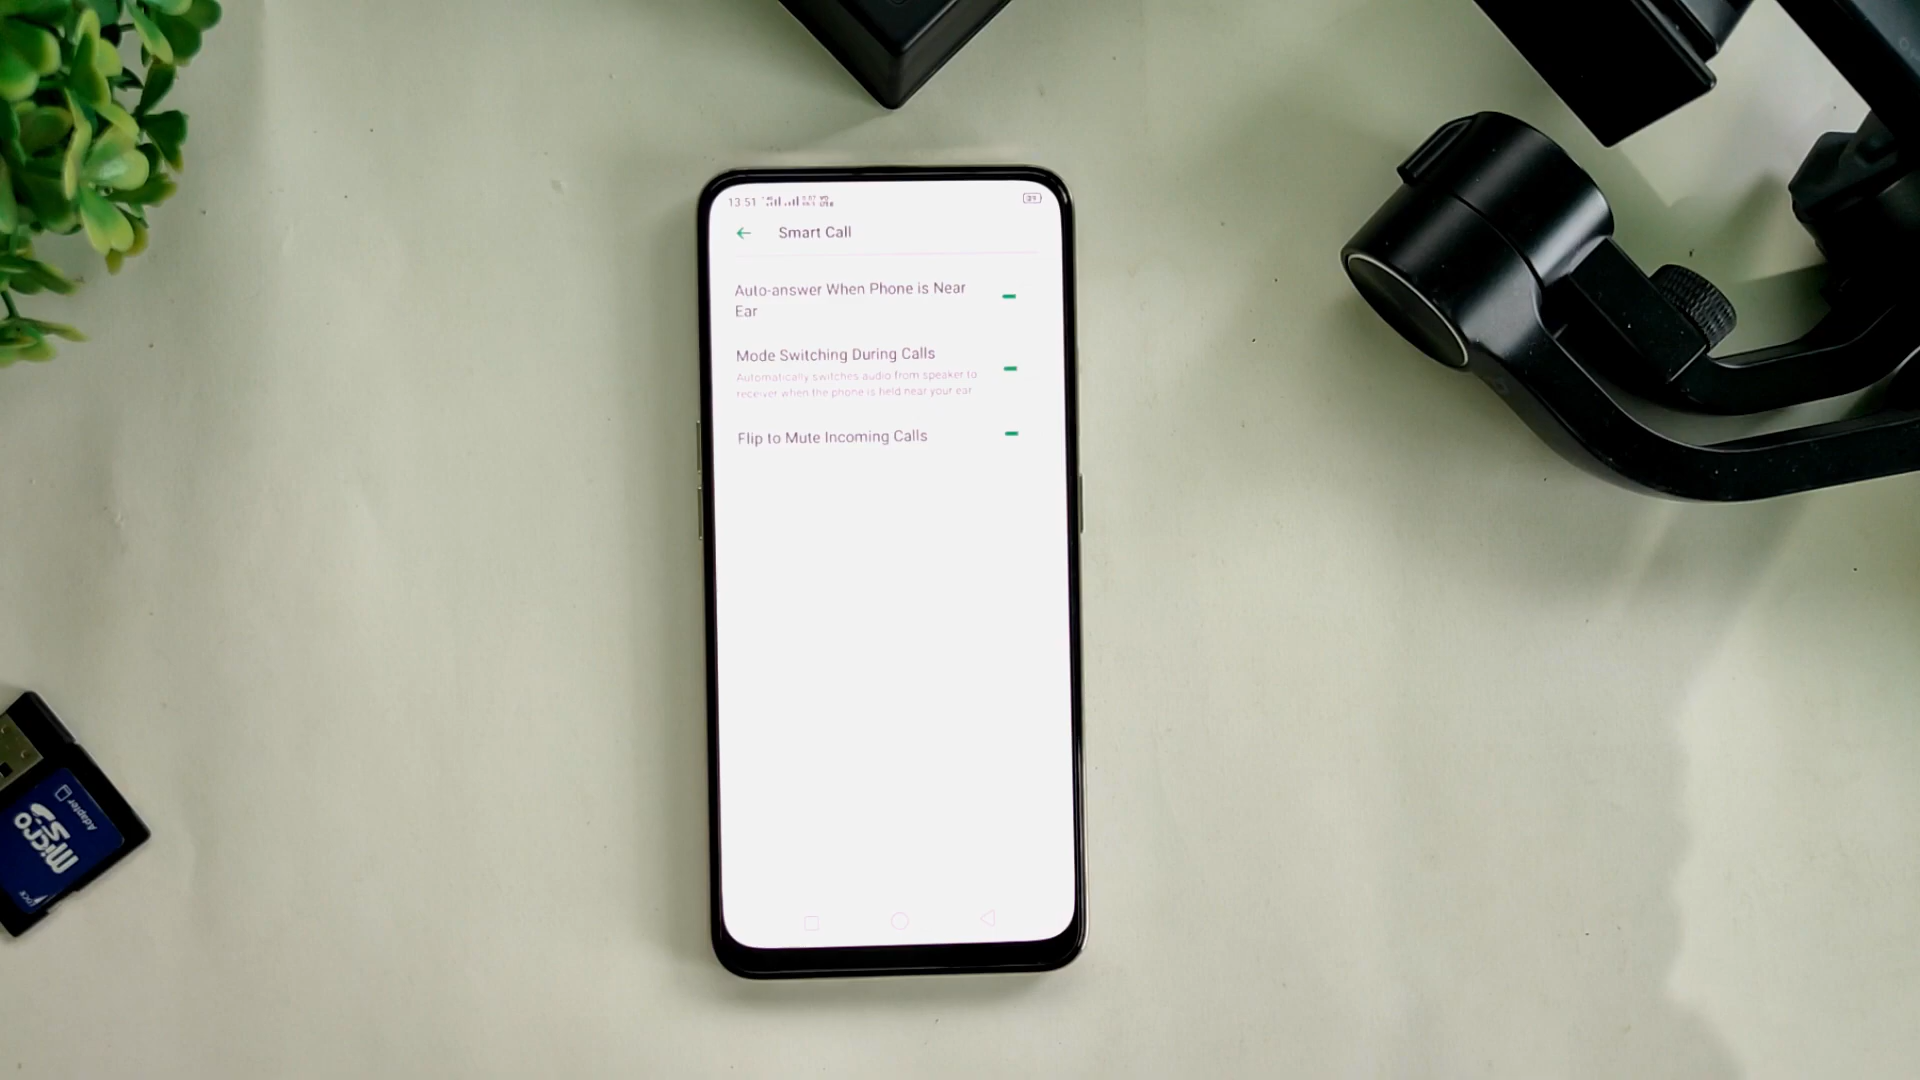 13:51
Smart Call
Auto-answer When Phone is Near
Ear
Mode Switching During Calls
Automatically switches audio from speaker to
receiver when the phone is held near your ear.
Flip to Mute Incoming Calls
Adapter
micro
SD
LOCK